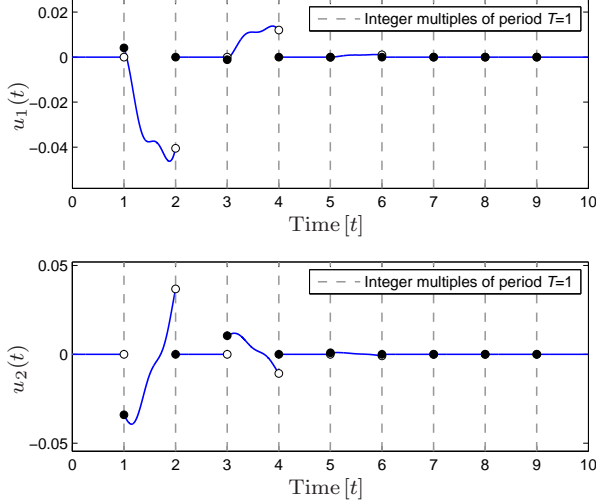 0.02
0
−0.02
−0.04
u1(t)
Integer multiples of period T=1
0 1 2 3 4 5 6 7 8 9 10
Time [t]
0.05
0
−0.05
u2(t)
Integer multiples of period T=1
0 1 2 3 4 5 6 7 8 9 10
Time [t]